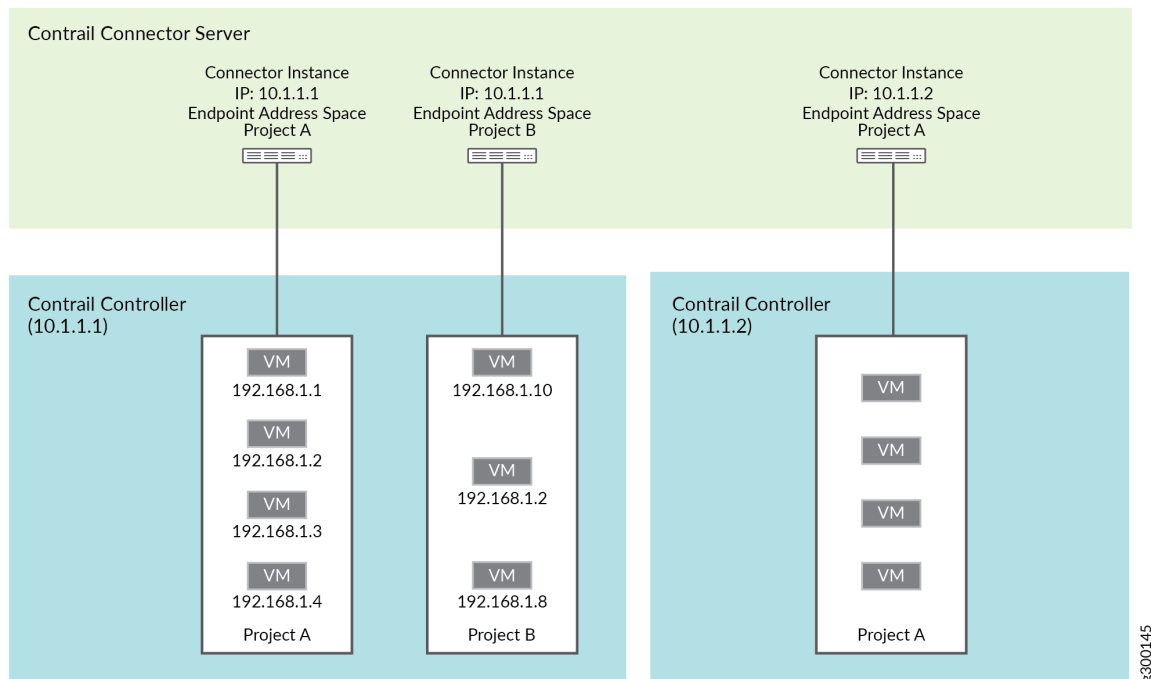 Contrail Connector Server
Connector Instance
IP: 10.1.1.1
Endpoint Address Space
Project A
Connector Instance
IP: 10.1.1.1
Endpoint Address Space
Project B
Connector Instance
IP: 10.1.1.2
Endpoint Address Space
Project A
Contrail Controller
(10.1.1.1)
VM
192.168.1.1
VM
192.168.1.2
VM
192.168.1.3
VM
192.168.1.4
Project A
VM
192.168.1.10
VM
192.168.1.2
VM
192.168.1.8
Project B
Contrail Controller
(10.1.1.2)
VM
VM
VM
VM
Project A
g300145